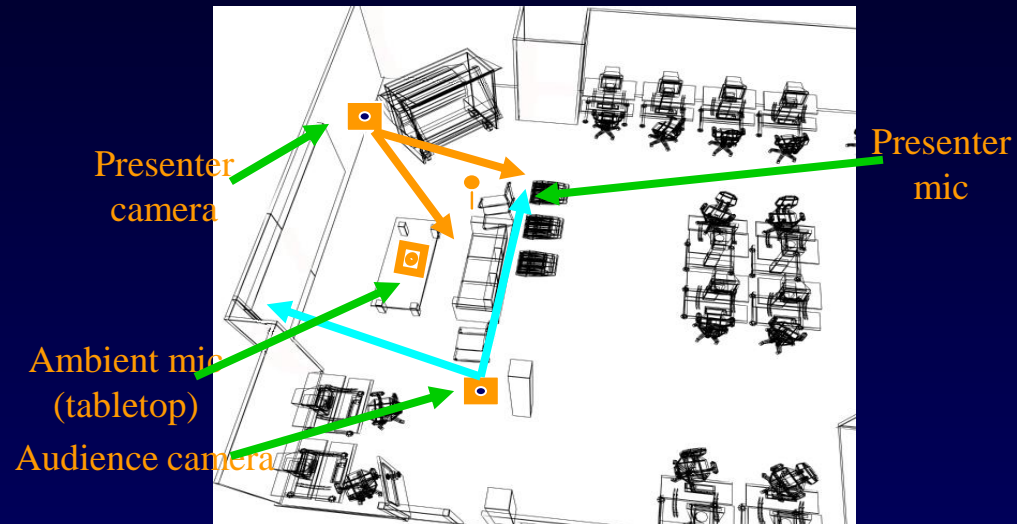 Presenter
camera
Presenter
mic
Ambient mic
(tabletop)
Audience camera